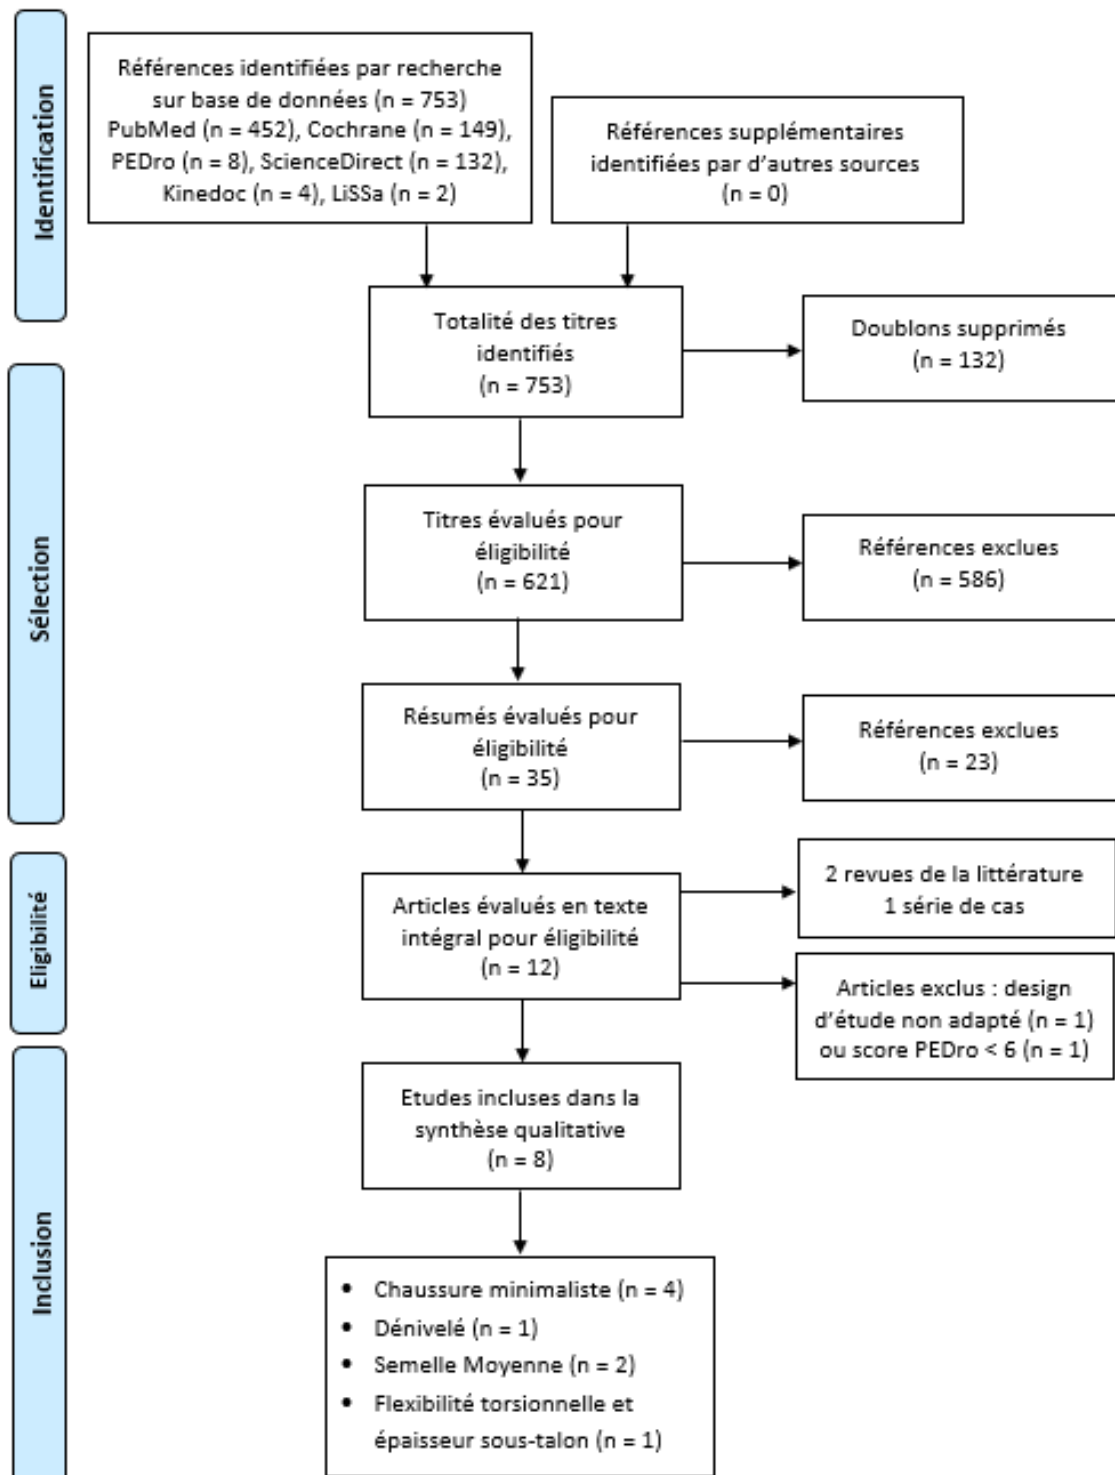 Identification
Références identifiées par recherche
sur base de données (n = 753)
PubMed (n = 452), Cochrane (n = 149),
PEDro (n = 8), ScienceDirect (n = 132),
Kinedoc (n = 4), LiSSa (n = 2)
Références supplémentaires
identifiées par d'autres sources
(n = 0)
Totalité des titres
identifiés
(n = 753)
Doublons supprimés
(n = 132)
Sélection
Titres évalués pour
éligibilité
(n = 621)
Références exclues
(n = 586)
Résumés évalués pour
éligibilité
(n = 35)
Références exclues
(n = 23)
Eligibilité
Articles évalués en texte
intégral pour éligibilité
(n = 12)
2 revues de la littérature
1 série de cas
Articles exclus : design
d'étude non adapté (n = 1)
ou score PEDro < 6 (n = 1)
Inclusion
Etudes incluses dans la
synthèse qualitative
(n = 8)
• Chaussure minimaliste (n = 4)
• Dénivelé (n = 1)
• Semelle Moyenne (n = 2)
• Flexibilité torsionnelle et
épaisseur sous-talon (n = 1)